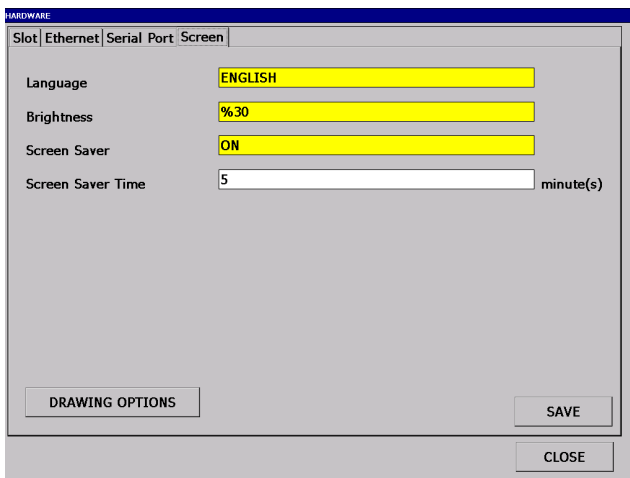 HARDWARE
Slot Ethernet Serial Port Screen
Language ENGLISH
Brightness %30
Screen Saver ON
Screen Saver Time 5 minute(s)
DRAWING OPTIONS
SAVE
CLOSE